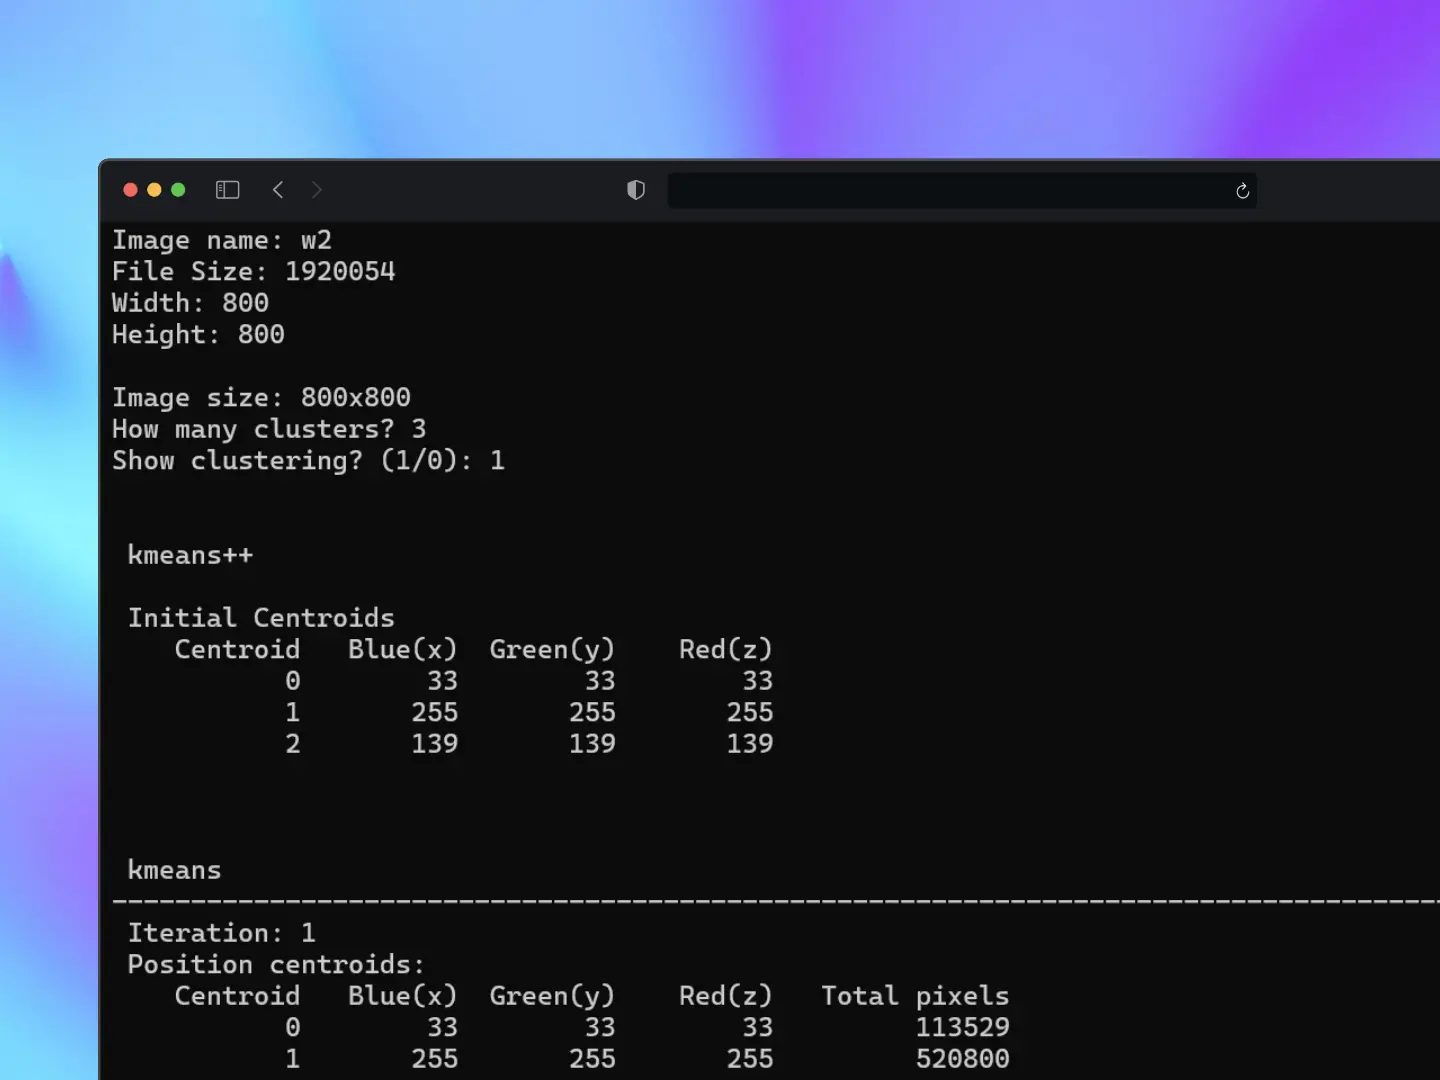 Image name: w2
File Size: 1920054
Width: 800
Height: 800
Image size: 800x800
How many clusters? 3
Show clustering? (1/0): 1
kmeans++
Initial Centroids
Centroid Blue(x) Green(y) Red(z)
0 33 33 33
1 255 255 255
2 139 139 139
kmeans
--------------------------------------------------------------------------------
Iteration: 1
Position centroids:
Centroid Blue(x) Green(y) Red(z) Total pixels
0 33 33 33 113529
1 255 255 255 520800